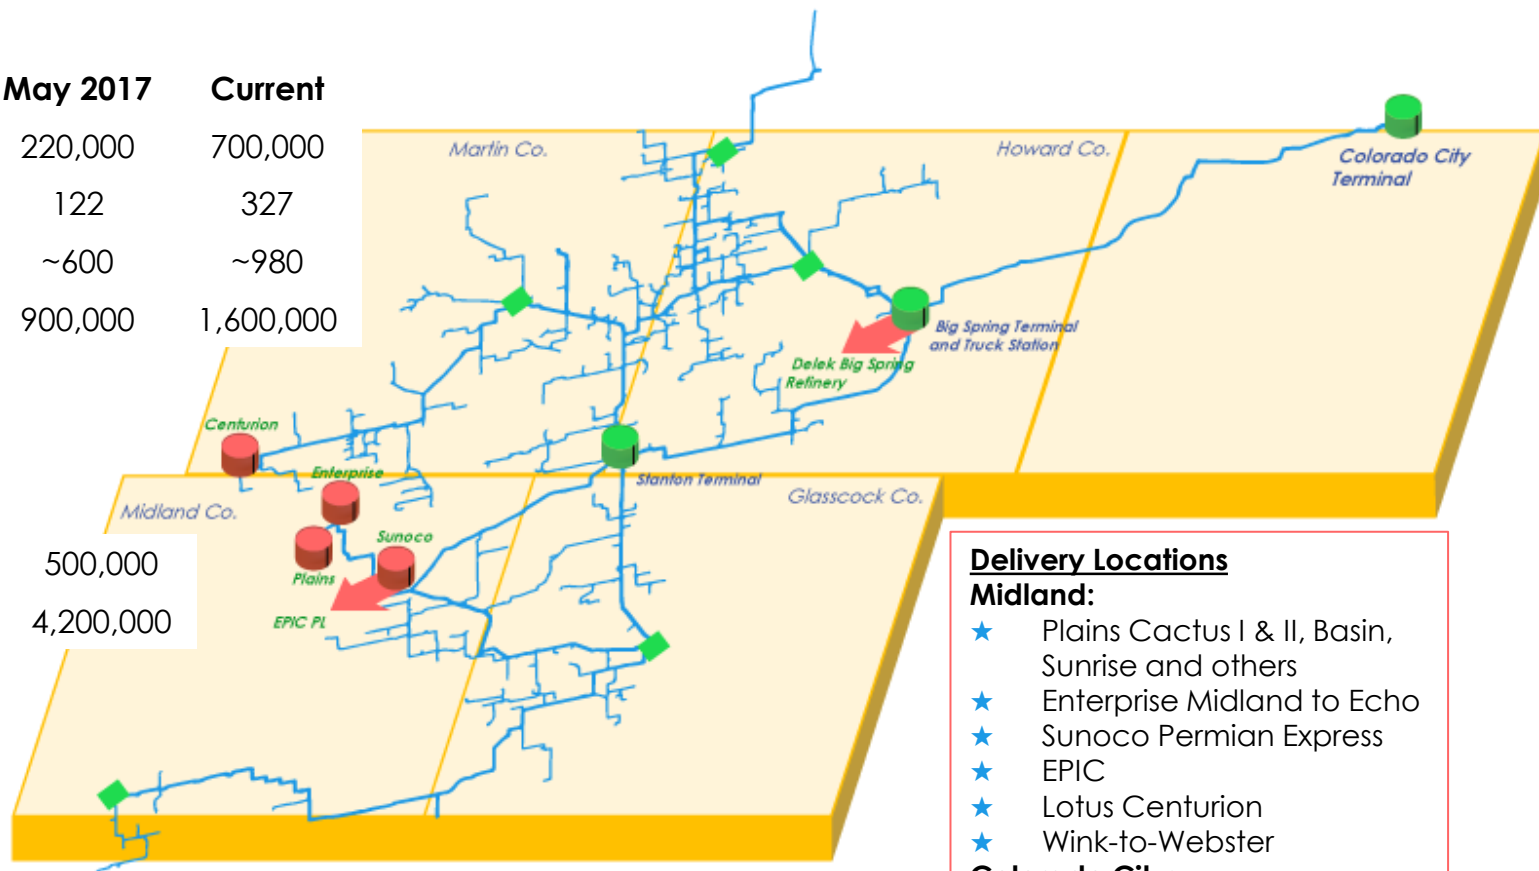 May 2017 Current
220,000 700,000
122 327
~600 ~980
900,000 1,600,000
Martin Co.
Howard Co.
Colorado City
Terminal
Big Spring Terminal
and Truck Station
Delek Big Spring
Refinery
Centurion
Enterprise
Stanton Terminal
Glasscock Co.
Midland Co.
Sunoco
Plains
EPIC PL
500,000
4,200,000
Delivery Locations
Midland:
★ Plains Cactus I & II, Basin,
Sunrise and others
★ Enterprise Midland to Echo
★ Sunoco Permian Express
★ EPIC
★ Lotus Centurion
★ Wink-to-Webster